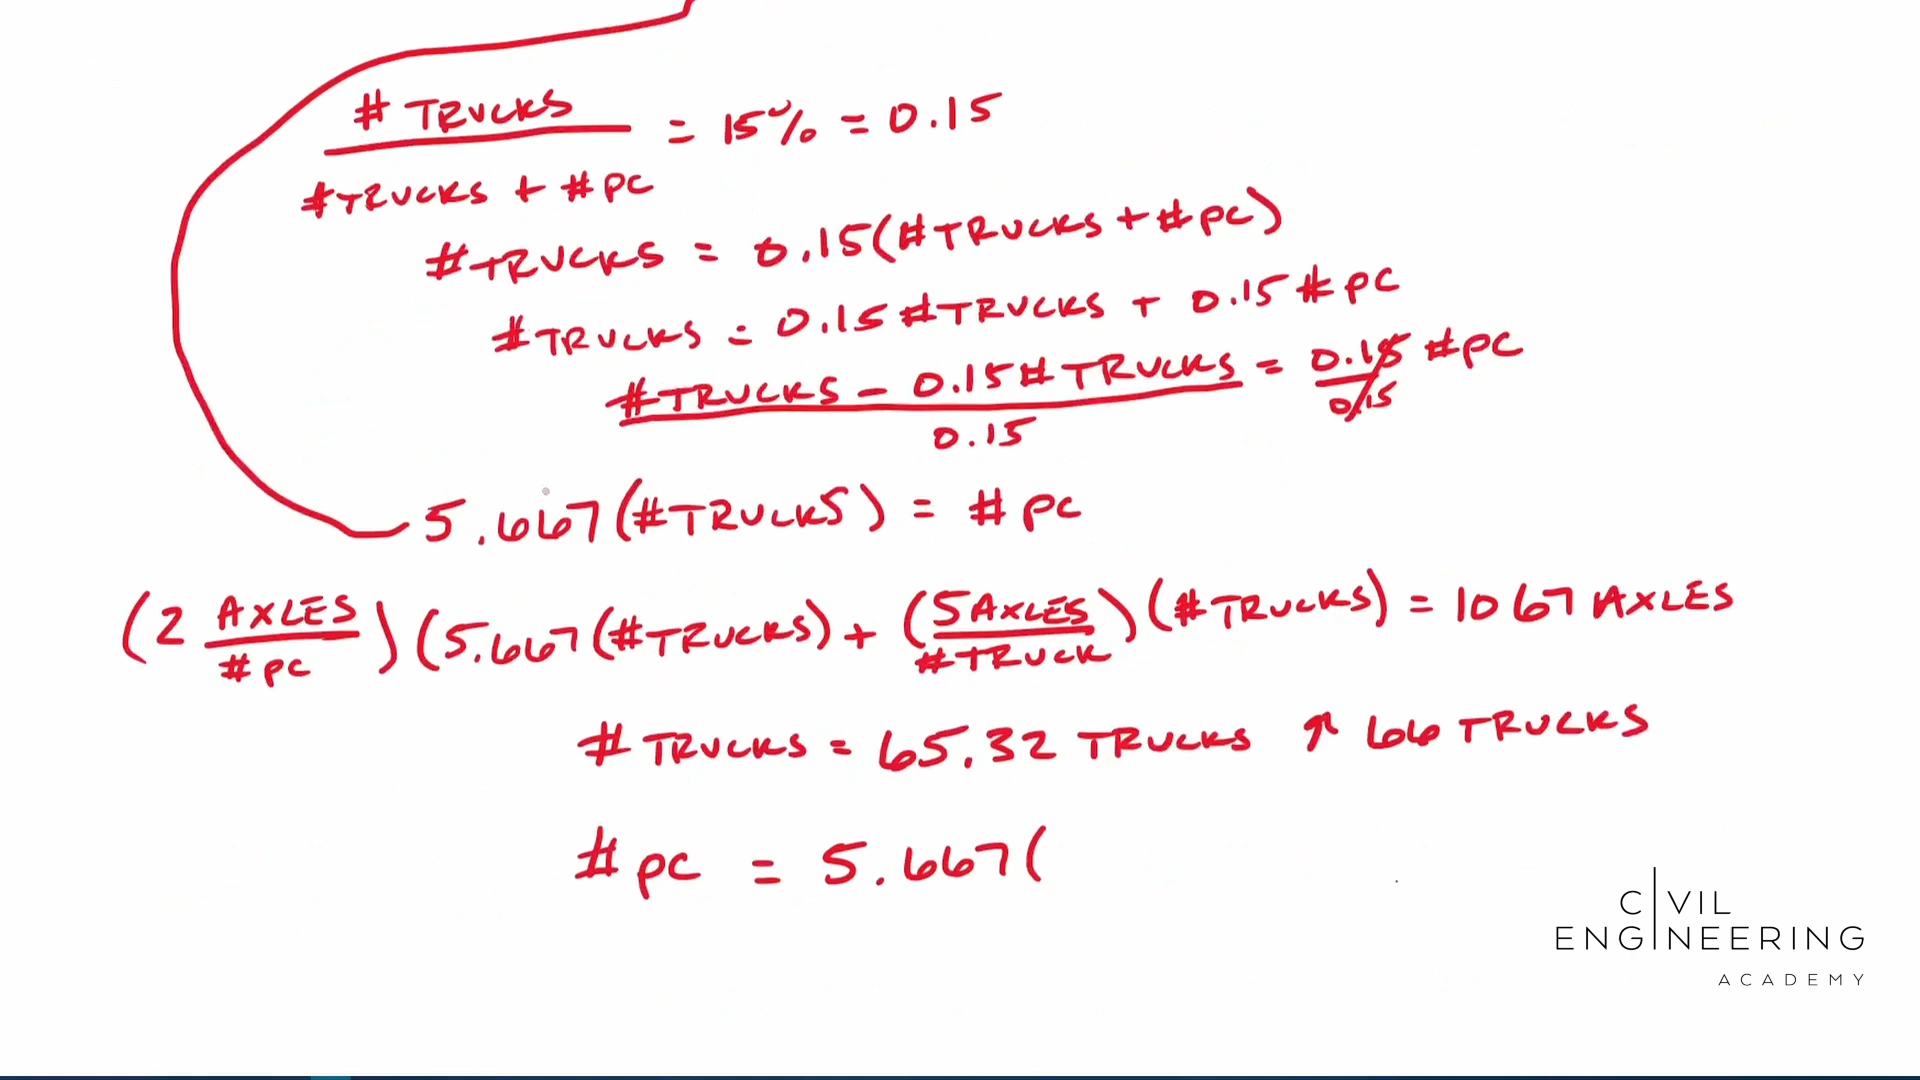 # TRUCKS
#TRUCKS + #PC
= 15% = 0.15
#TRUCKS = 0.15(#TRUCKS + #PC)
#TRUCKS = 0.15 #TRUCKS + 0.15 # PC
#TRUCKS - 0.15 # TRUCKS = 0.15 #PC
0.15 0.15
5.667(#TRUCKS) = # PC
(2 AXLES / # PC)(5.667(#TRUCKS) + (5 AXLES / #TRUCK)(#TRUCKS) = 1067 AXLES
# TRUCKS = 65.32 TRUCKS ↑ 66 TRUCKS
# PC = 5.667(
CIVIL
ENGINEERING
ACADEMY